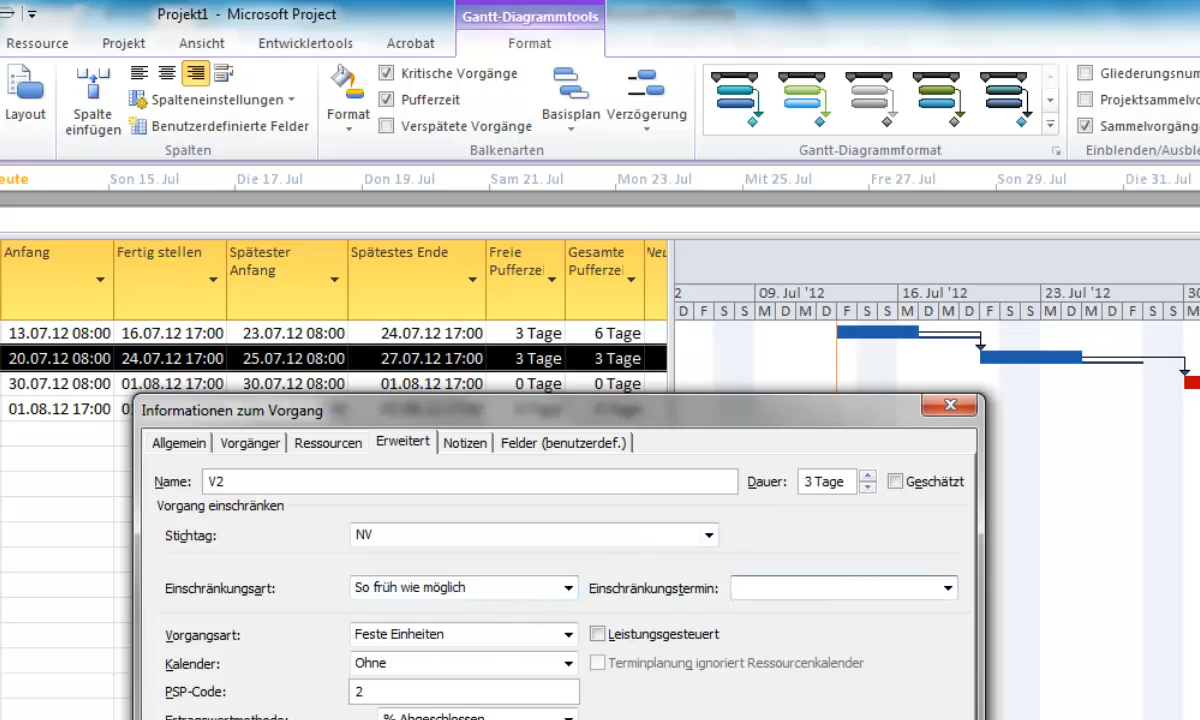 Projekt1 - Microsoft Project
Gantt-Diagrammtools
Ressource Projekt Ansicht Entwicklertools Acrobat Format
Layout
Spalte einfügen
Spalteneinstellungen
Benutzerdefinierte Felder
Spalten
Format
Kritische Vorgänge
Pufferzeit
Verspätete Vorgänge
Basisplan
Verzögerung
Balkenarten
Gantt-Diagrammformat
Gliederungsnum
Projektsammelvo
Sammelvorgäng
Einblenden/Ausble
eute Son 15. Jul Die 17. Jul Don 19. Jul Sam 21. Jul Mon 23. Jul Mit 25. Jul Fre 27. Jul Son 29. Jul Die 31. Jul
Anfang Fertig stellen Spätester Anfang Spätestes Ende Freie Pufferzei Gesamte Pufferzei Neu
2 09. Jul '12 16. Jul '12 23. Jul '12 30
D F S S M D M D F S S M D M D F S S M D M D F S S M
13.07.12 08:00 16.07.12 17:00 23.07.12 08:00 24.07.12 17:00 3 Tage 6 Tage
20.07.12 08:00 24.07.12 17:00 25.07.12 08:00 27.07.12 17:00 3 Tage 3 Tage
30.07.12 08:00 01.08.12 17:00 30.07.12 08:00 01.08.12 17:00 0 Tage 0 Tage
01.08.12 17:00
Informationen zum Vorgang
Allgemein Vorgänger Ressourcen Erweitert Notizen Felder (benutzerdef.)
Name: V2 Dauer: 3 Tage Geschätzt
Vorgang einschränken
Stichtag: NV
Einschränkungsart: So früh wie möglich Einschränkungstermin:
Vorgangsart: Feste Einheiten Leistungsgesteuert
Kalender: Ohne Terminplanung ignoriert Ressourcenkalender
PSP-Code: 2
Ertragswertmethode: % Abgeschlossen